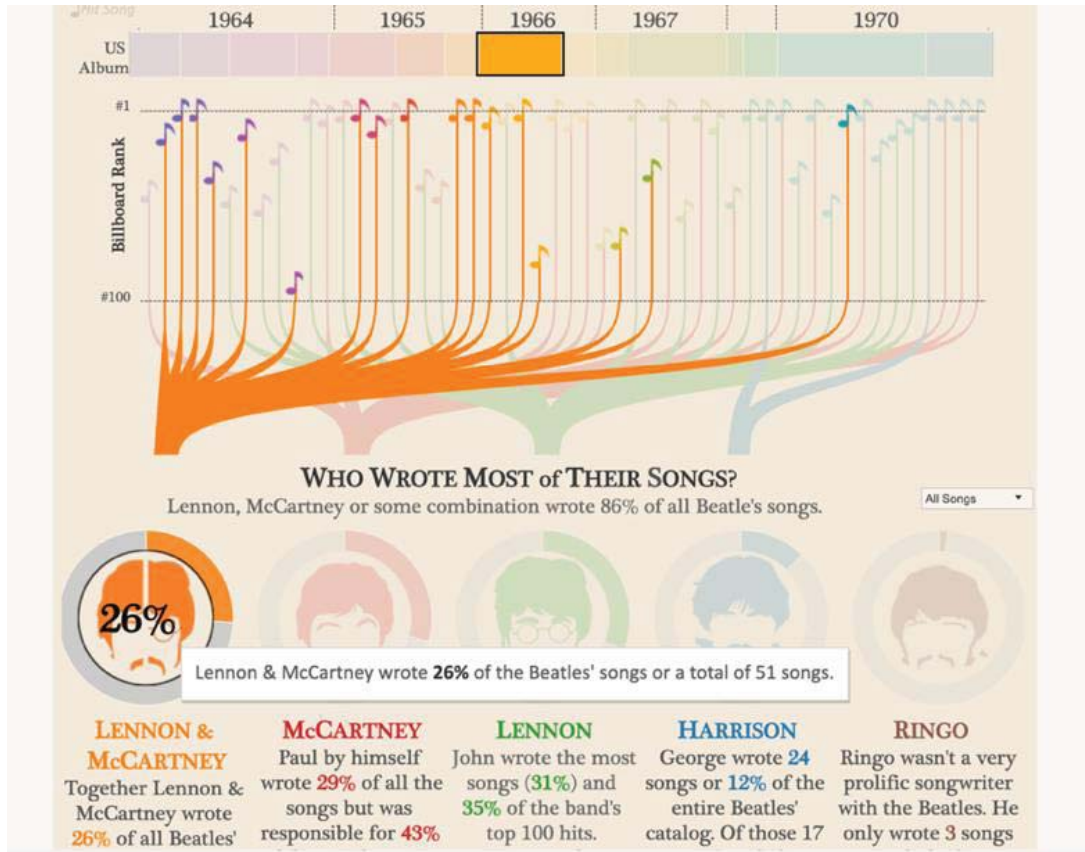 Hit Song
1964 1965 1966 1967 1970
US
Album
#1
Billboard Rank
#100
WHO WROTE MOST of THEIR SONGS?
Lennon, McCartney or some combination wrote 86% of all Beatle's songs.
All Songs
26%
Lennon & McCartney wrote 26% of the Beatles' songs or a total of 51 songs.
LENNON &
McCARTNEY
Together Lennon &
McCartney wrote
26% of all Beatles'
McCARTNEY
Paul by himself
wrote 29% of all the
songs but was
responsible for 43%
LENNON
John wrote the most
songs (31%) and
35% of the band's
top 100 hits.
HARRISON
George wrote 24
songs or 12% of the
entire Beatles'
catalog. Of those 17
RINGO
Ringo wasn't a very
prolific songwriter
with the Beatles. He
only wrote 3 songs